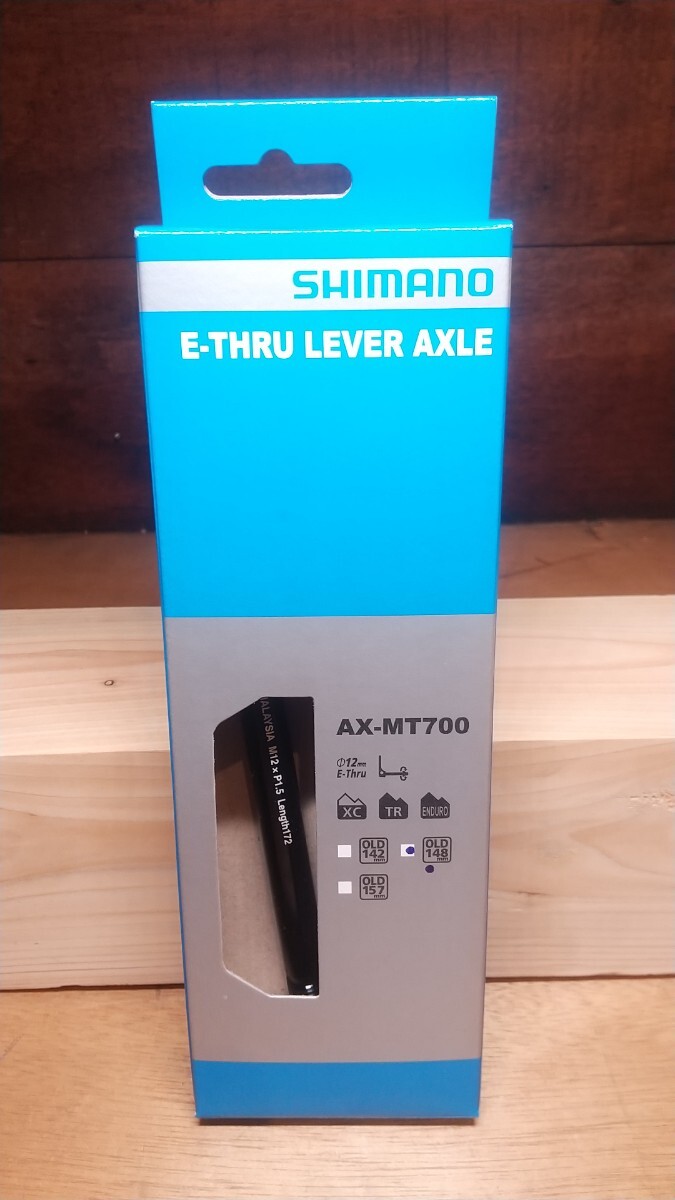 SHIMANO
E-THRU LEVER AXLE
ALAYSIA M12 x P1.5 Length172
AX-MT700
Φ12mm
E-Thru
XC TR ENDURO
OLD 142 mm
OLD 148 mm
OLD 157 mm